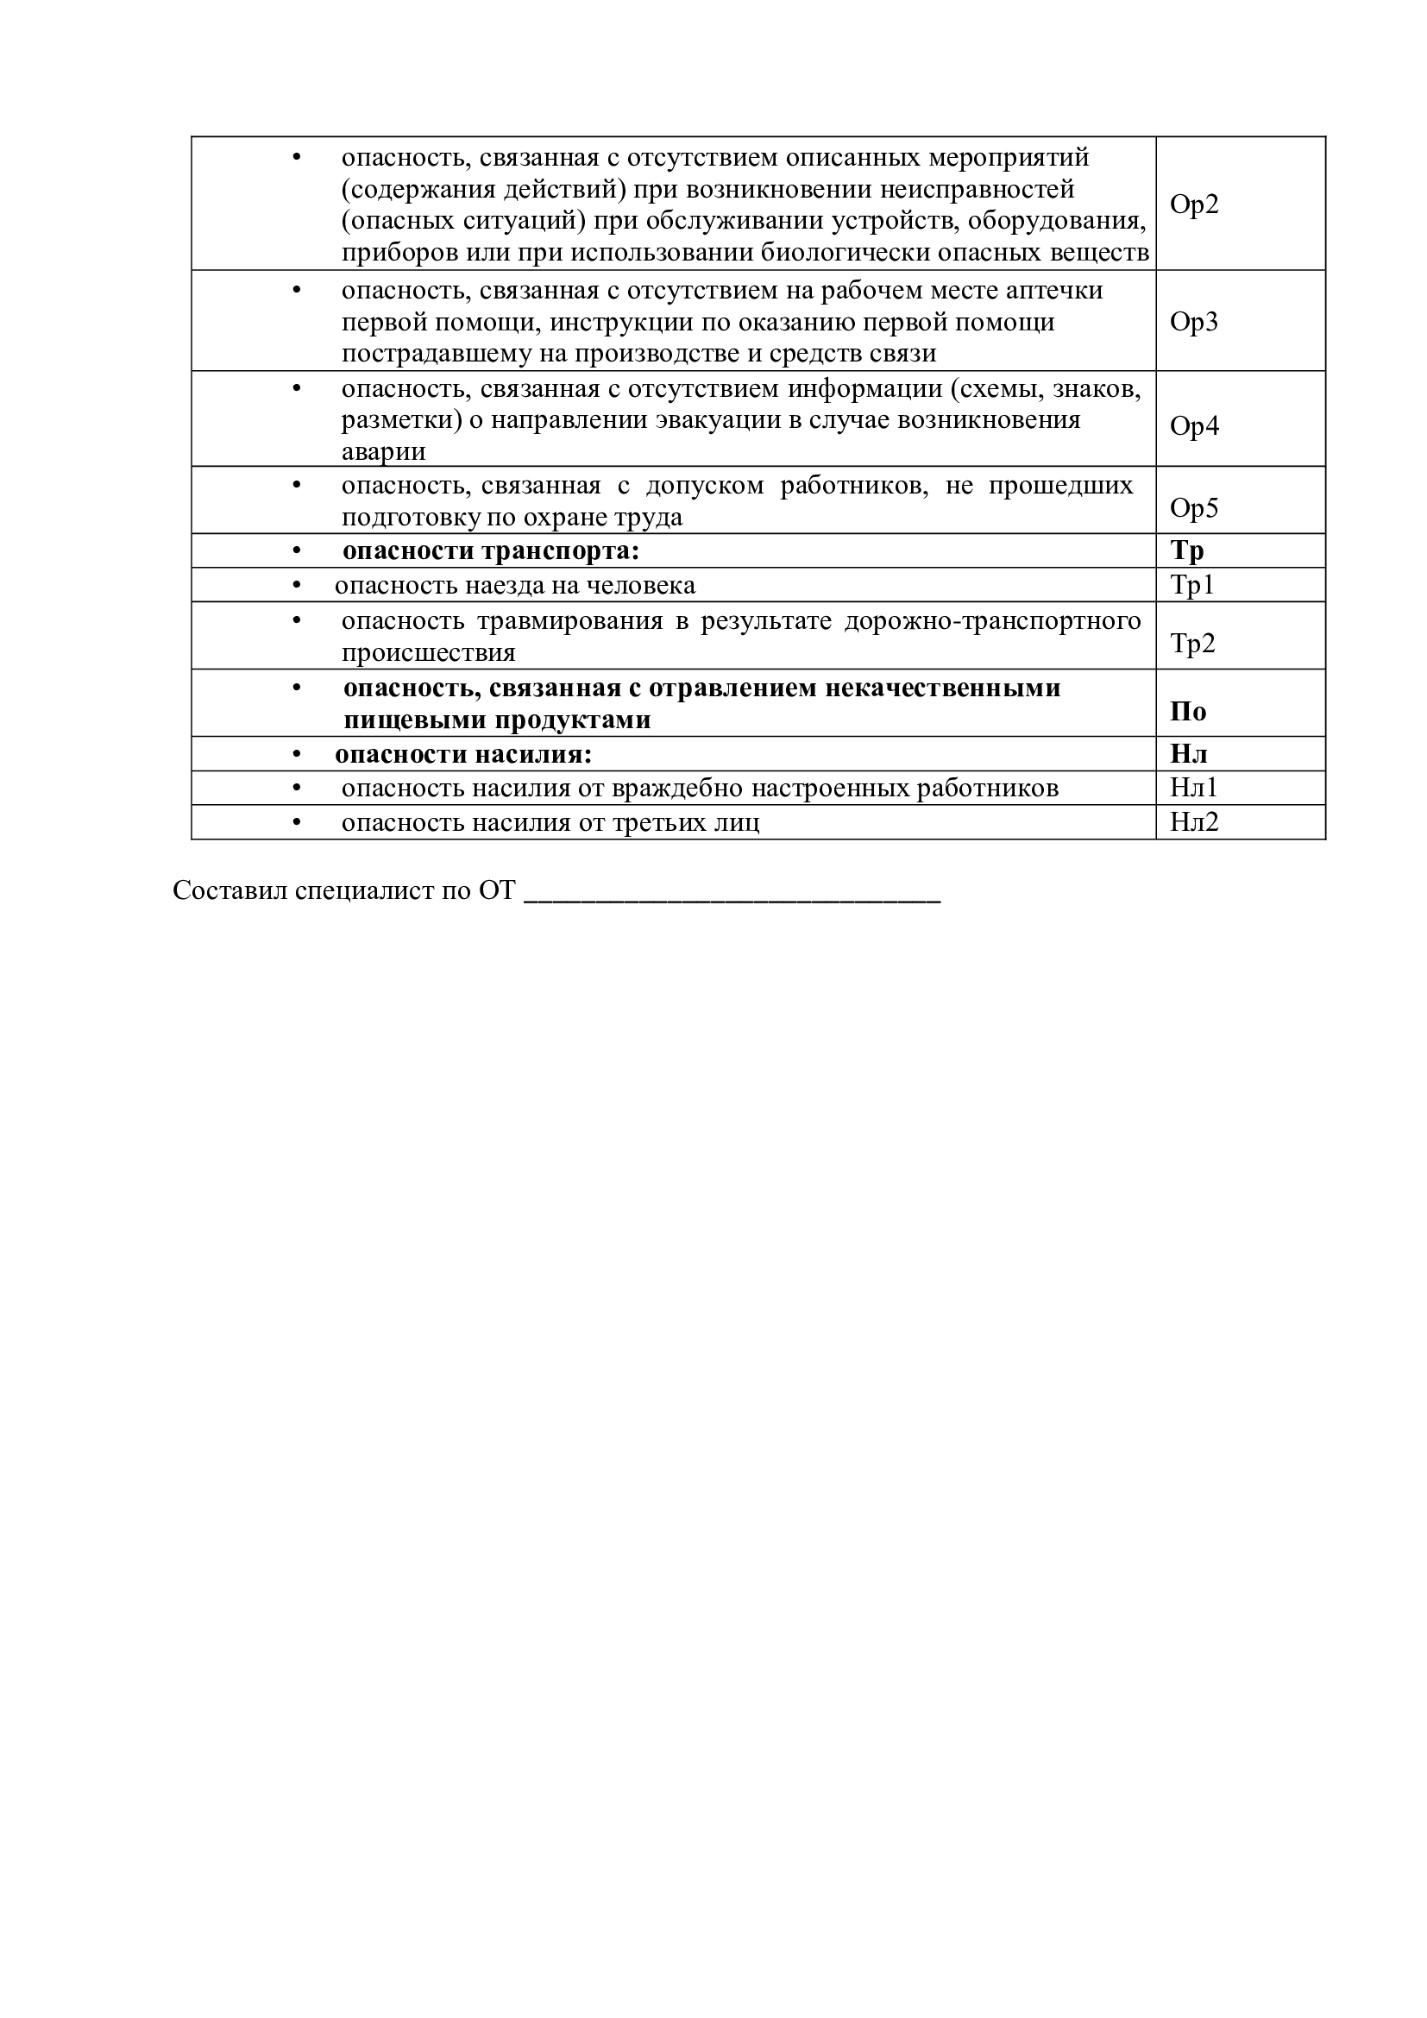 • опасность, связанная с отсутствием описанных мероприятий
(содержания действий) при возникновении неисправностей
(опасных ситуаций) при обслуживании устройств, оборудования,
приборов или при использовании биологически опасных веществ
Ор2
• опасность, связанная с отсутствием на рабочем месте аптечки
первой помощи, инструкции по оказанию первой помощи
пострадавшему на производстве и средств связи
Ор3
• опасность, связанная с отсутствием информации (схемы, знаков,
разметки) о направлении эвакуации в случае возникновения
аварии
Ор4
• опасность, связанная с допуском работников, не прошедших
подготовку по охране труда
Ор5
• опасности транспорта:
Тр
• опасность наезда на человека
Тр1
• опасность травмирования в результате дорожно-транспортного
происшествия
Тр2
• опасность, связанная с отравлением некачественными
пищевыми продуктами
По
• опасности насилия:
Нл
• опасность насилия от враждебно настроенных работников
Нл1
• опасность насилия от третьих лиц
Нл2
Составил специалист по ОТ _____________________________